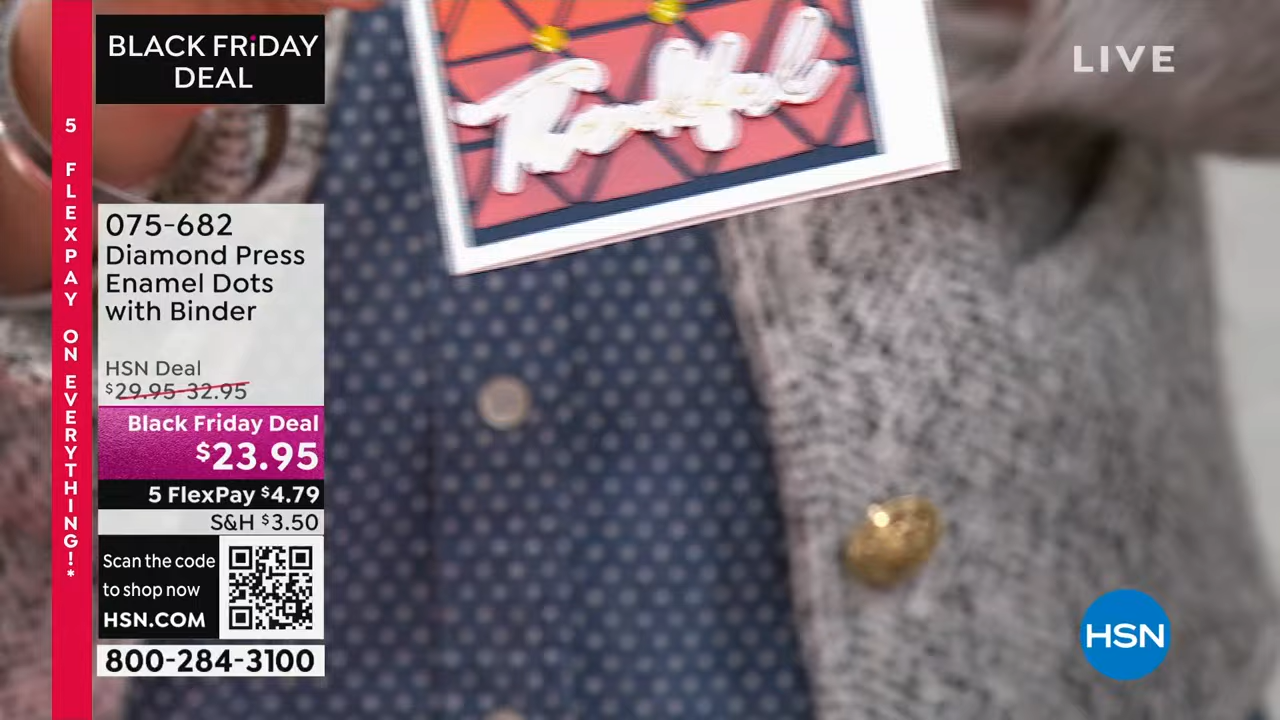 BLACK FRiDAY
DEAL
LIVE
5 FLEXPAY ON EVERYTHING!*
075-682
Diamond Press
Enamel Dots
with Binder
HSN Deal
$29.95-32.95
Black Friday Deal
$23.95
5 FlexPay $4.79
S&H $3.50
Scan the code
to shop now
HSN.COM
800-284-3100
HSN